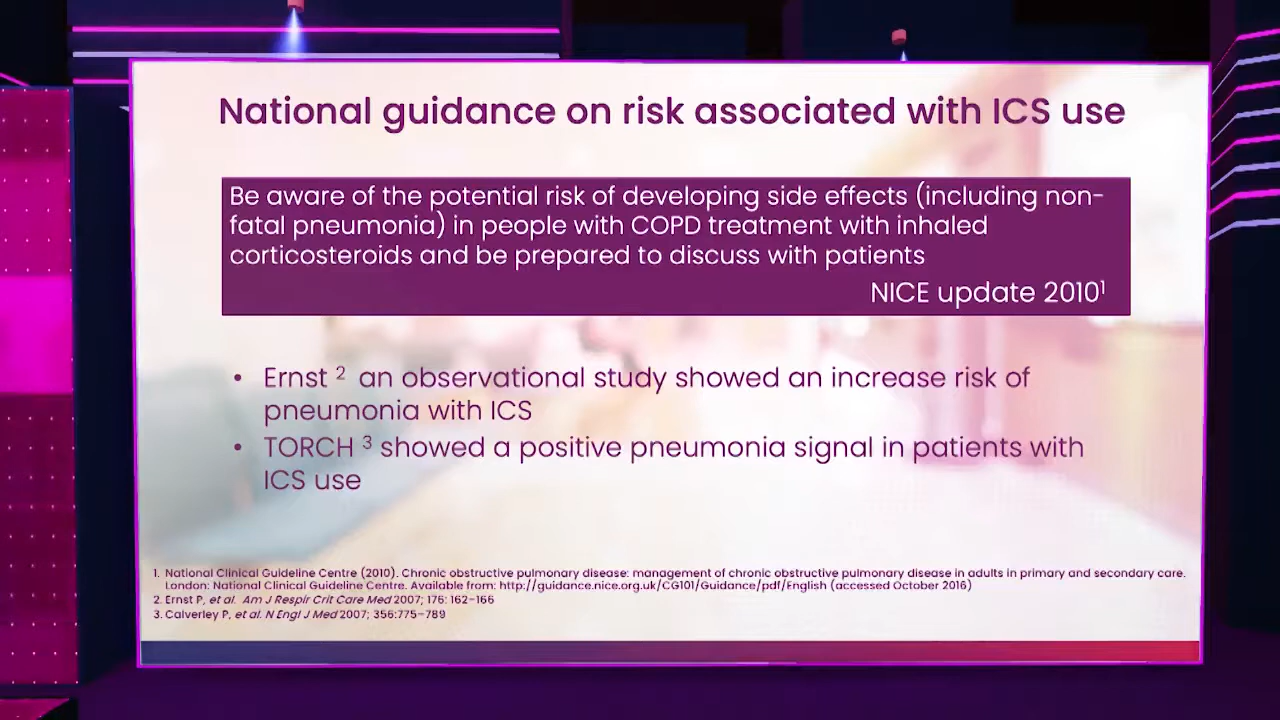 National guidance on risk associated with ICS use
Be aware of the potential risk of developing side effects (including non-
fatal pneumonia) in people with COPD treatment with inhaled
corticosteroids and be prepared to discuss with patients
NICE update 2010¹
• Ernst ² an observational study showed an increase risk of
pneumonia with ICS
• TORCH ³ showed a positive pneumonia signal in patients with
ICS use
1. National Clinical Guideline Centre (2010). Chronic obstructive pulmonary disease: management of chronic obstructive pulmonary disease in adults in primary and secondary care.
London: National Clinical Guideline Centre. Available from: http://guidance.nice.org.uk/CG101/Guidance/pdf/English (accessed October 2016)
2. Ernst P, et al. Am J Respir Crit Care Med 2007; 176: 162–166
3. Calverley P, et al. N Engl J Med 2007; 356:775–789